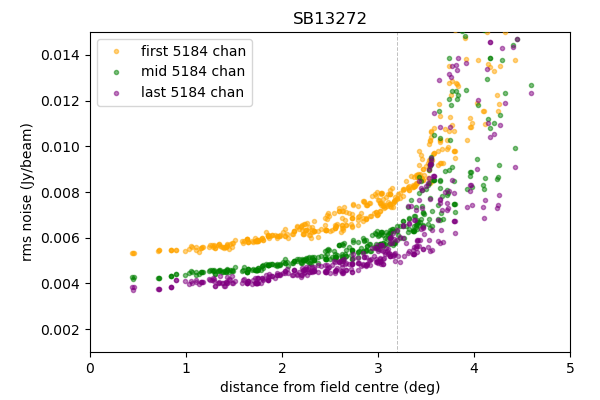 SB13272
0.014
0.012
0.010
0.008
0.006
0.004
0.002
rms noise (Jy/beam)
first 5184 chan
mid 5184 chan
last 5184 chan
0 1 2 3 4 5
distance from field centre (deg)